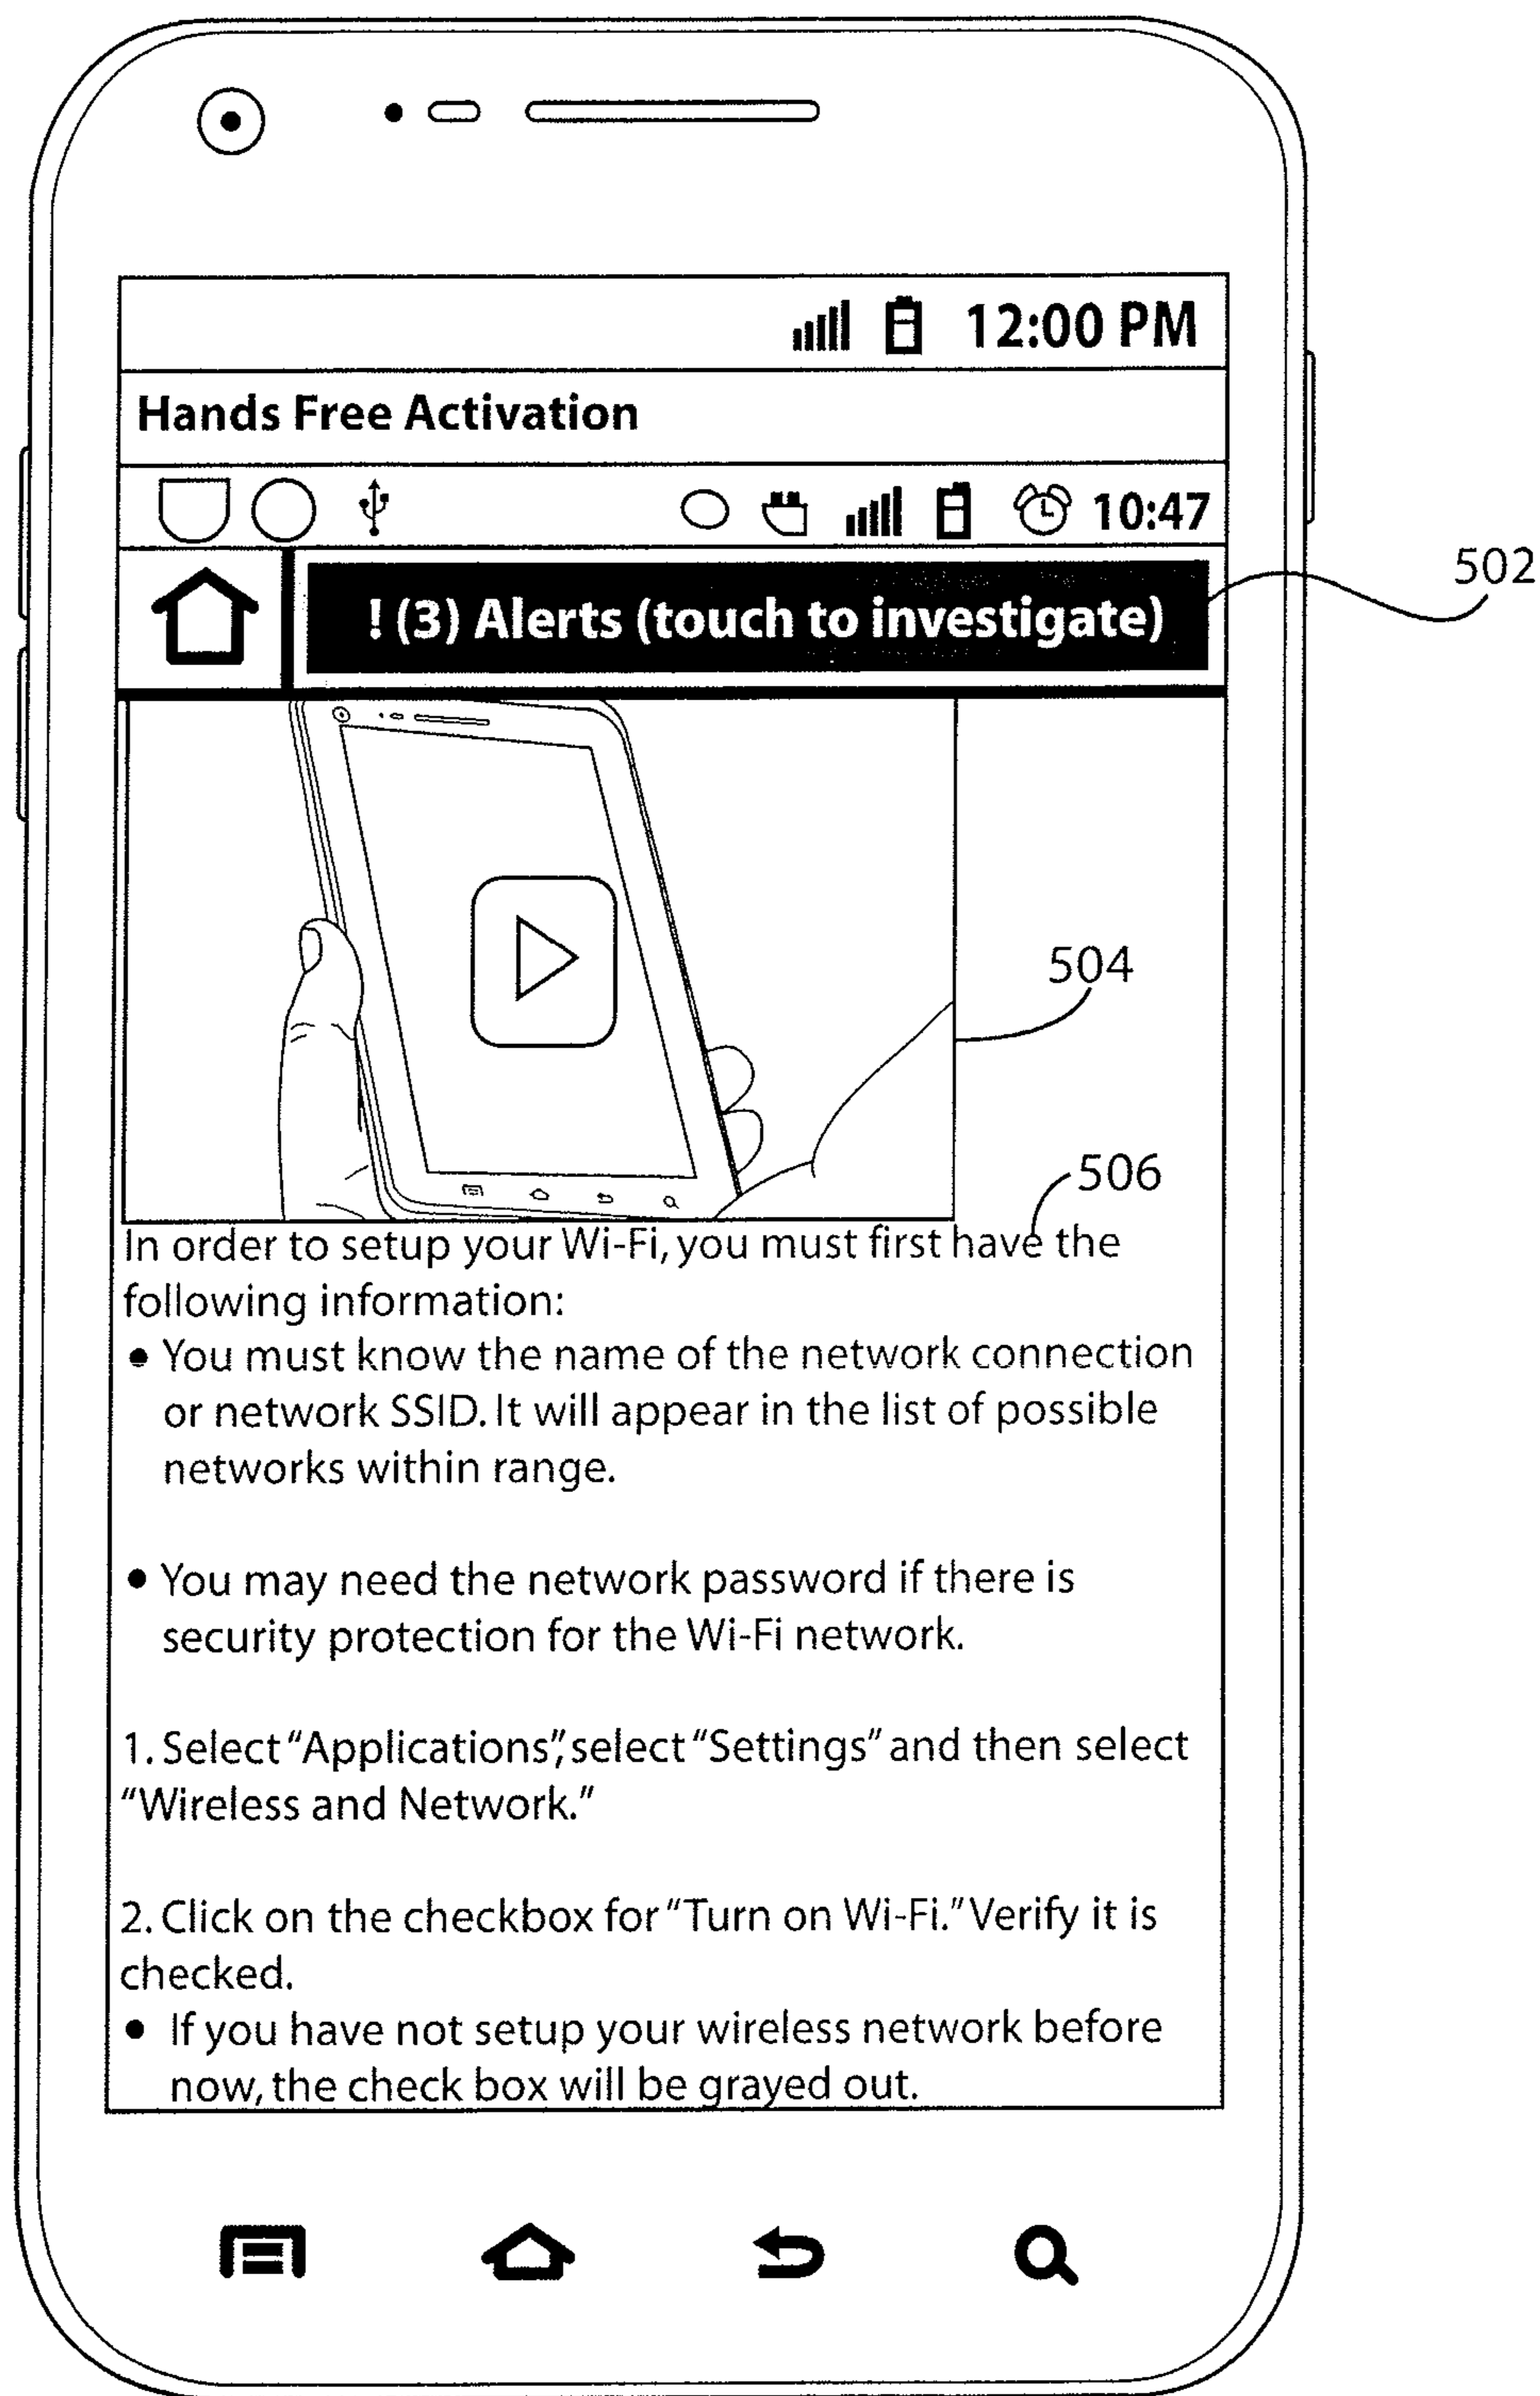 12:00 PM
Hands Free Activation
10:47
! (3) Alerts (touch to investigate)
502
504
506
In order to setup your Wi-Fi, you must first have the
following information:
• You must know the name of the network connection
or network SSID. It will appear in the list of possible
networks within range.
• You may need the network password if there is
security protection for the Wi-Fi network.
1. Select “Applications”, select “Settings” and then select
“Wireless and Network.”
2. Click on the checkbox for “Turn on Wi-Fi.” Verify it is
checked.
• If you have not setup your wireless network before
now, the check box will be grayed out.